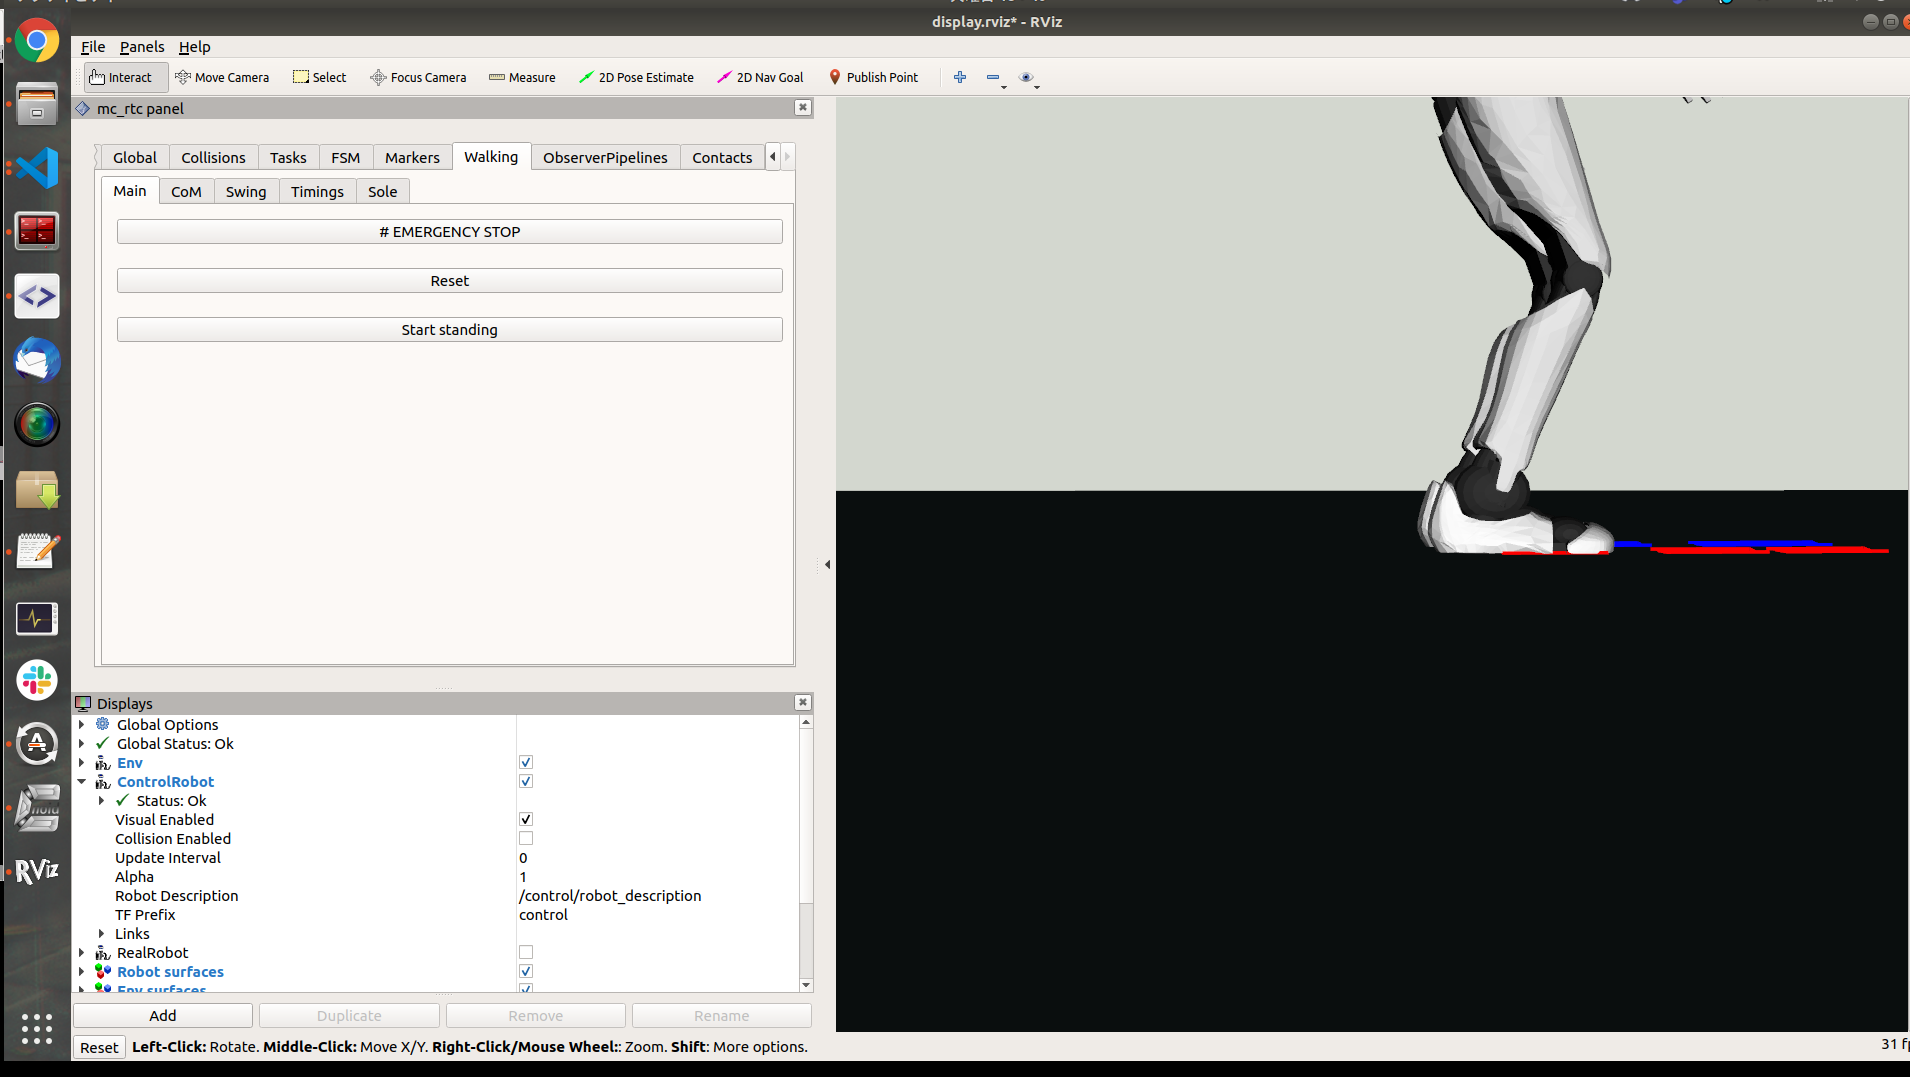 display.rviz* - RViz
File Panels Help
Interact Move Camera Select Focus Camera Measure 2D Pose Estimate 2D Nav Goal Publish Point
mc_rtc panel
Global Collisions Tasks FSM Markers Walking ObserverPipelines Contacts
Main CoM Swing Timings Sole
# EMERGENCY STOP
Reset
Start standing
Displays
Global Options
Global Status: Ok
Env
ControlRobot
Status: Ok
Visual Enabled
Collision Enabled
Update Interval 0
Alpha 1
Robot Description /control/robot_description
TF Prefix control
Links
RealRobot
Robot surfaces
Env surfaces
Add Duplicate Remove Rename
Reset Left-Click: Rotate. Middle-Click: Move X/Y. Right-Click/Mouse Wheel:: Zoom. Shift: More options.
31 f
RViz